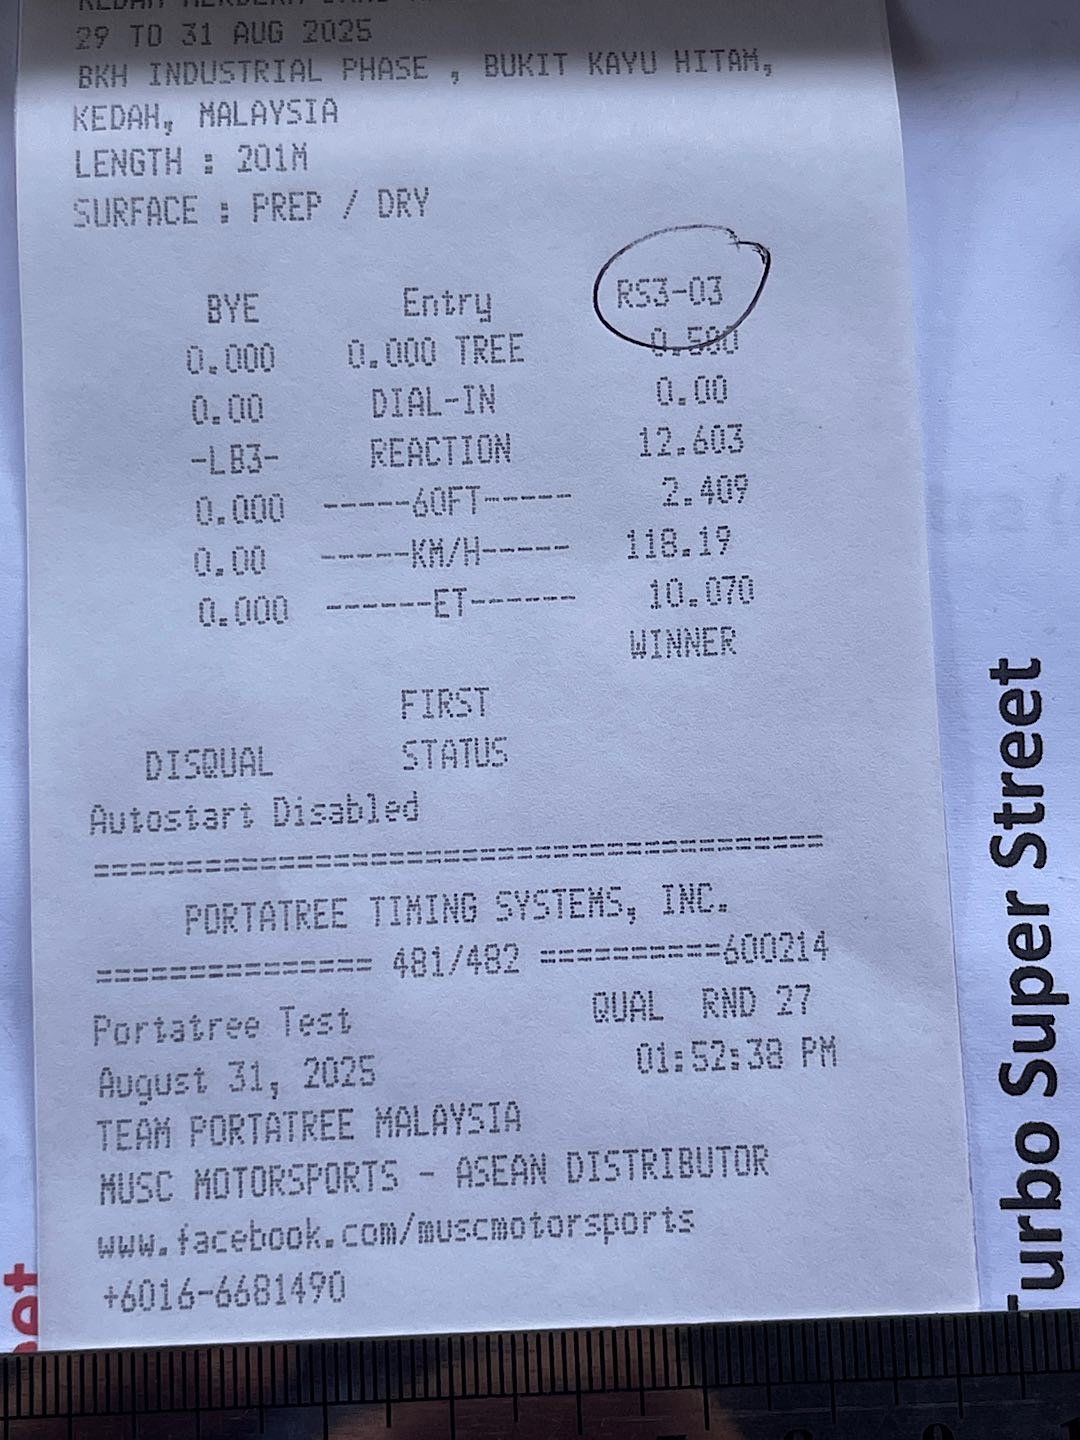 29 TO 31 AUG 2025
BKH INDUSTRIAL PHASE , BUKIT KAYU HITAM,
KEDAH, MALAYSIA
LENGTH : 201M
SURFACE : PREP / DRY
BYE Entry RS3-03
0.000 0.000 TREE 0.500
0.00 DIAL-IN 0.00
-LB3- REACTION 12.603
0.000 -----60FT------ 2.409
0.00 -----KM/H------ 118.19
0.000 ------ET------- 10.070
WINNER
FIRST
DISQUAL STATUS
Autostart Disabled
========================================
PORTATREE TIMING SYSTEMS, INC.
=============== 481/482 ==========600214
Portatree Test QUAL RND 27
August 31, 2025 01:52:38 PM
TEAM PORTATREE MALAYSIA
MUSC MOTORSPORTS - ASEAN DISTRIBUTOR
www.facebook.com/muscmotorsports
+6016-6681490
Turbo Super Street